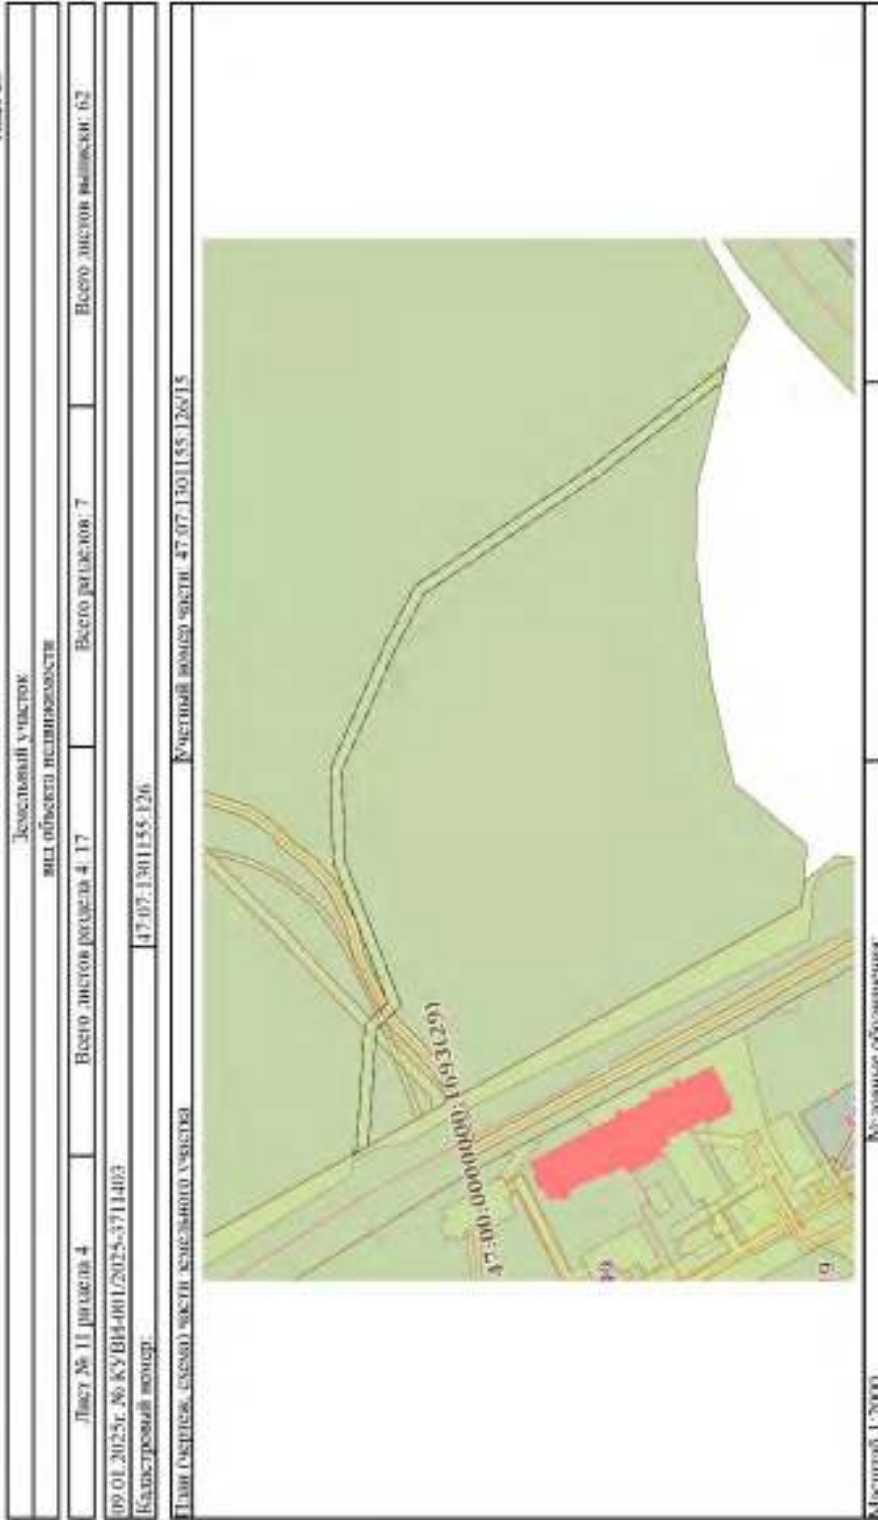 Земельный участок
вид объекта недвижимости
Лист № 11 раздела 4 Всего листов раздела 4: 17 Всего разделов: 7 Всего листов выписки: 62
09.01.2025г. № КУВИ-001/2025-3711403
Кадастровый номер: 47:07:1301155:126
План (чертеж, схема) части земельного участка Учетный номер части: 47:07:1301155:126/15
47:00:0000000:1693(29)
Масштаб 1:2000 Условные обозначения: